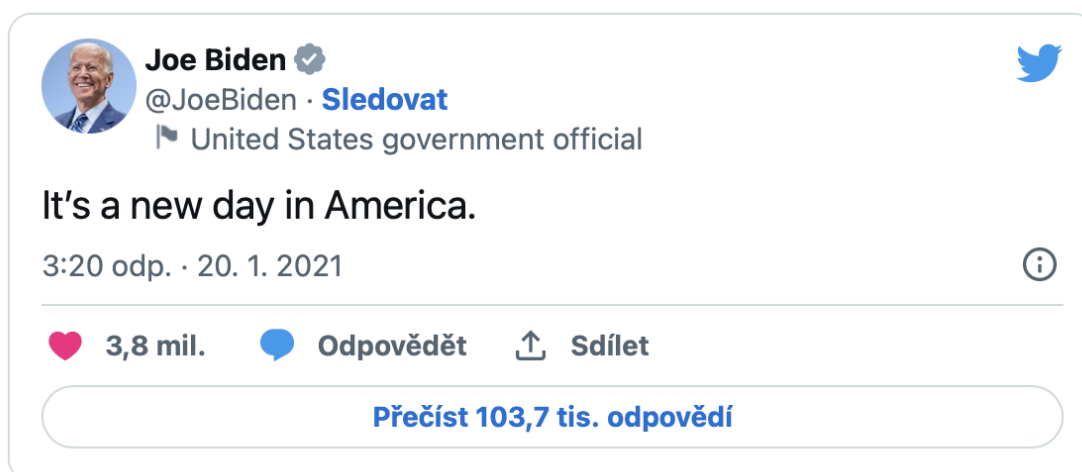 Joe Biden
@JoeBiden · Sledovat
United States government official
It's a new day in America.
3:20 odp. · 20. 1. 2021
3,8 mil. Odpovědět Sdílet
Přečíst 103,7 tis. odpovědí